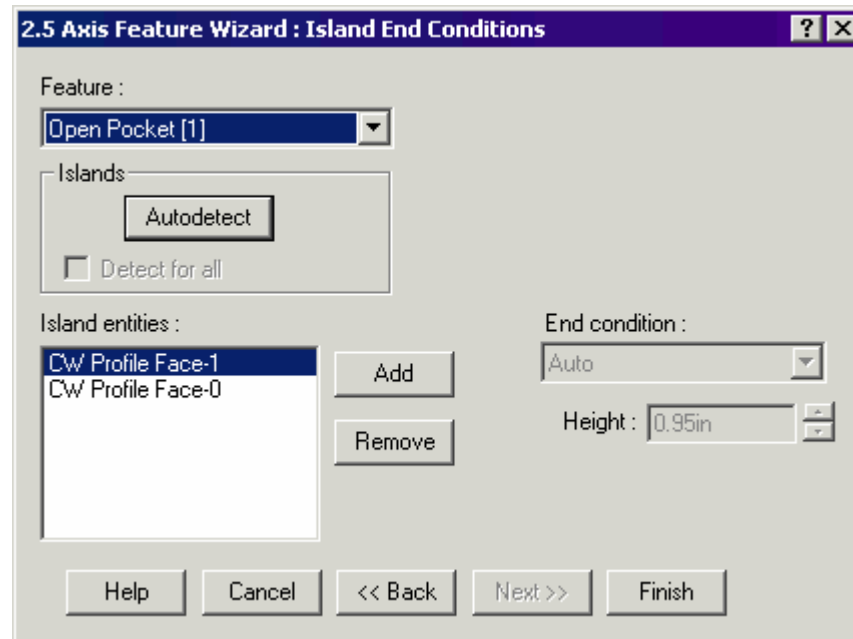 2.5 Axis Feature Wizard : Island End Conditions ?
Feature :
Open Pocket [1]
Islands
Autodetect
Detect for all
Island entities :
CW Profile Face-1
CW Profile Face-0
Add
Remove
End condition :
Auto
Height : 0.95in
Help Cancel << Back Next >> Finish